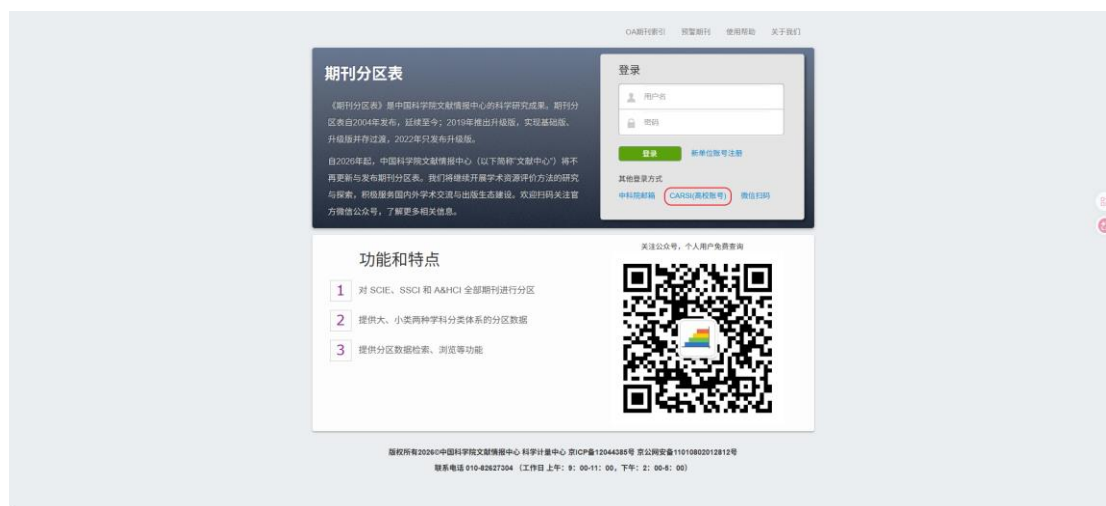 OA期刊索引 预警期刊 使用帮助 关于我们
期刊分区表
《期刊分区表》是中国科学院文献情报中心的科学研究成果。期刊分
区表自2004年发布，延续至今；2019年推出升级版，实现基础版、
升级版并存过渡，2022年只发布升级版。
自2026年起，中国科学院文献情报中心（以下简称“文献中心”）将不
再更新与发布期刊分区表。我们将继续开展学术资源评价方法的研究
与探索，积极服务国内外学术交流与出版生态建设。欢迎扫码关注官
方微信公众号，了解更多相关信息。
登录
用户名
密码
登录 新单位账号注册
其他登录方式
中科院邮箱 CARSI(高校账号) 微信扫码
功能和特点
1 对 SCIE、SSCI 和 A&HCI 全部期刊进行分区
2 提供大、小类两种学科分类体系的分区数据
3 提供分区数据检索、浏览等功能
关注公众号，个人用户免费查询
版权所有2026©中国科学院文献情报中心 科学计量中心 京ICP备12044385号 京公网安备11010802012812号
联系电话 010-82627304 （工作日 上午：9：00-11：00，下午：2：00-5：00）